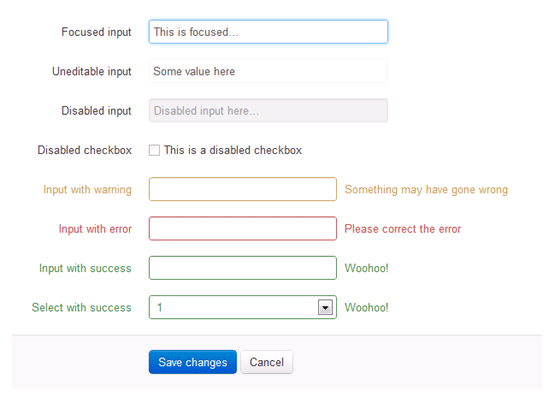 Focused input This is focused...
Uneditable input Some value here
Disabled input Disabled input here...
Disabled checkbox This is a disabled checkbox
Input with warning Something may have gone wrong
Input with error Please correct the error
Input with success Woohoo!
Select with success 1 Woohoo!
Save changes Cancel